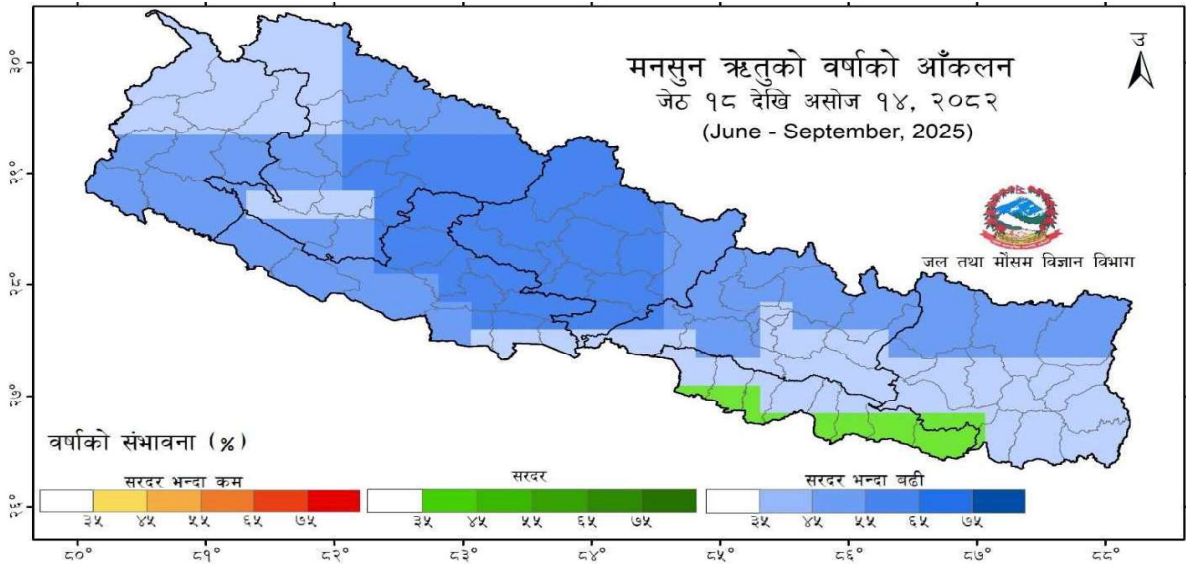 मनसुन ऋतुको वर्षाको आँकलन
जेठ १८ देखि असोज १४, २०८२
(June - September, 2025)
उ
जल तथा मौसम विज्ञान विभाग
३०°
२९°
२८°
२७°
२६°
वर्षाको संभावना (%)
सरदर भन्दा कम
३५ ४५ ५५ ६५ ७५
सरदर
३५ ४५ ५५ ६५ ७५
सरदर भन्दा बढी
३५ ४५ ५५ ६५ ७५
८०° ८१° ८२° ८३° ८४° ८५° ८६° ८७° ८८°